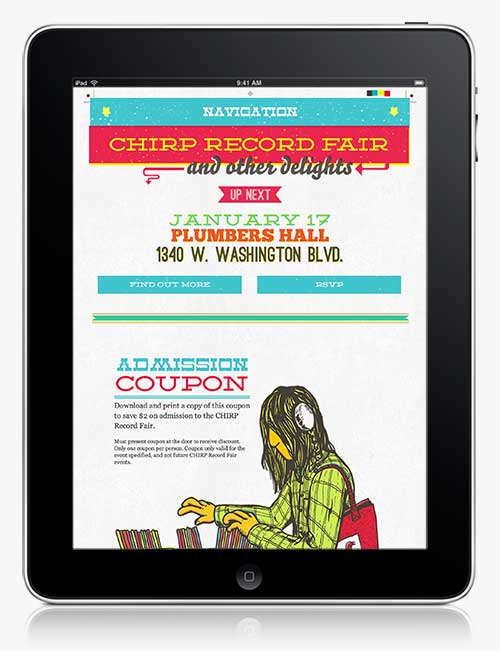 iPad
9:41 AM
NAVIGATION
CHIRP RECORD FAIR
and other delights
UP NEXT
JANUARY 17
PLUMBERS HALL
1340 W. WASHINGTON BLVD.
FIND OUT MORE
RSVP
ADMISSION
COUPON
Download and print a copy of this coupon
to save $2 on admission to the CHIRP
Record Fair.
Must present coupon at the door to receive discount.
Only one coupon per person. Coupon only valid for the
event specified, and not future CHIRP Record Fair
events.